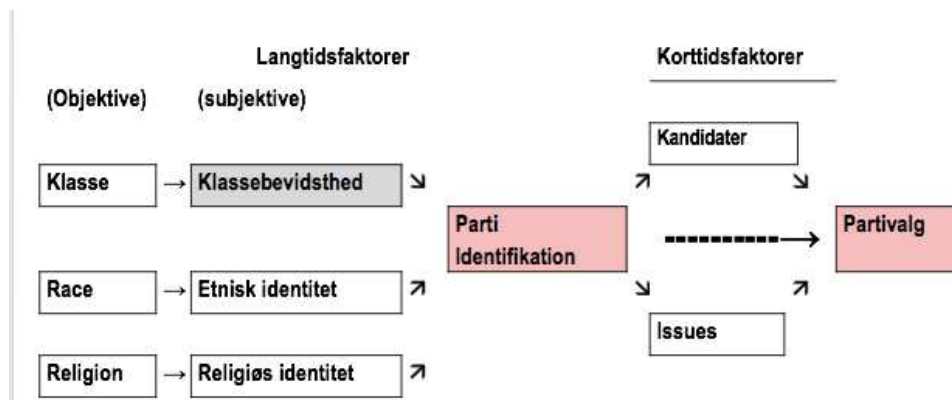 Langtidsfaktorer
Korttidsfaktorer
(Objektive)
(subjektive)
Klasse
→
Klassebevidsthed
↘
Race
→
Etnisk identitet
↗
Religion
→
Religiøs identitet
↗
Parti
Identifikation
↗
Kandidater
↘
↘
Issues
↗
Partivalg